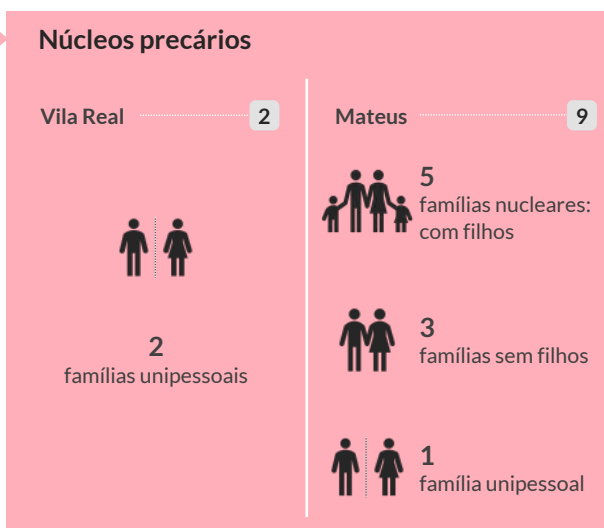 Núcleos precários
Vila Real 2
2
famílias unipessoais
Mateus 9
5
famílias nucleares:
com filhos
3
famílias sem filhos
1
família unipessoal